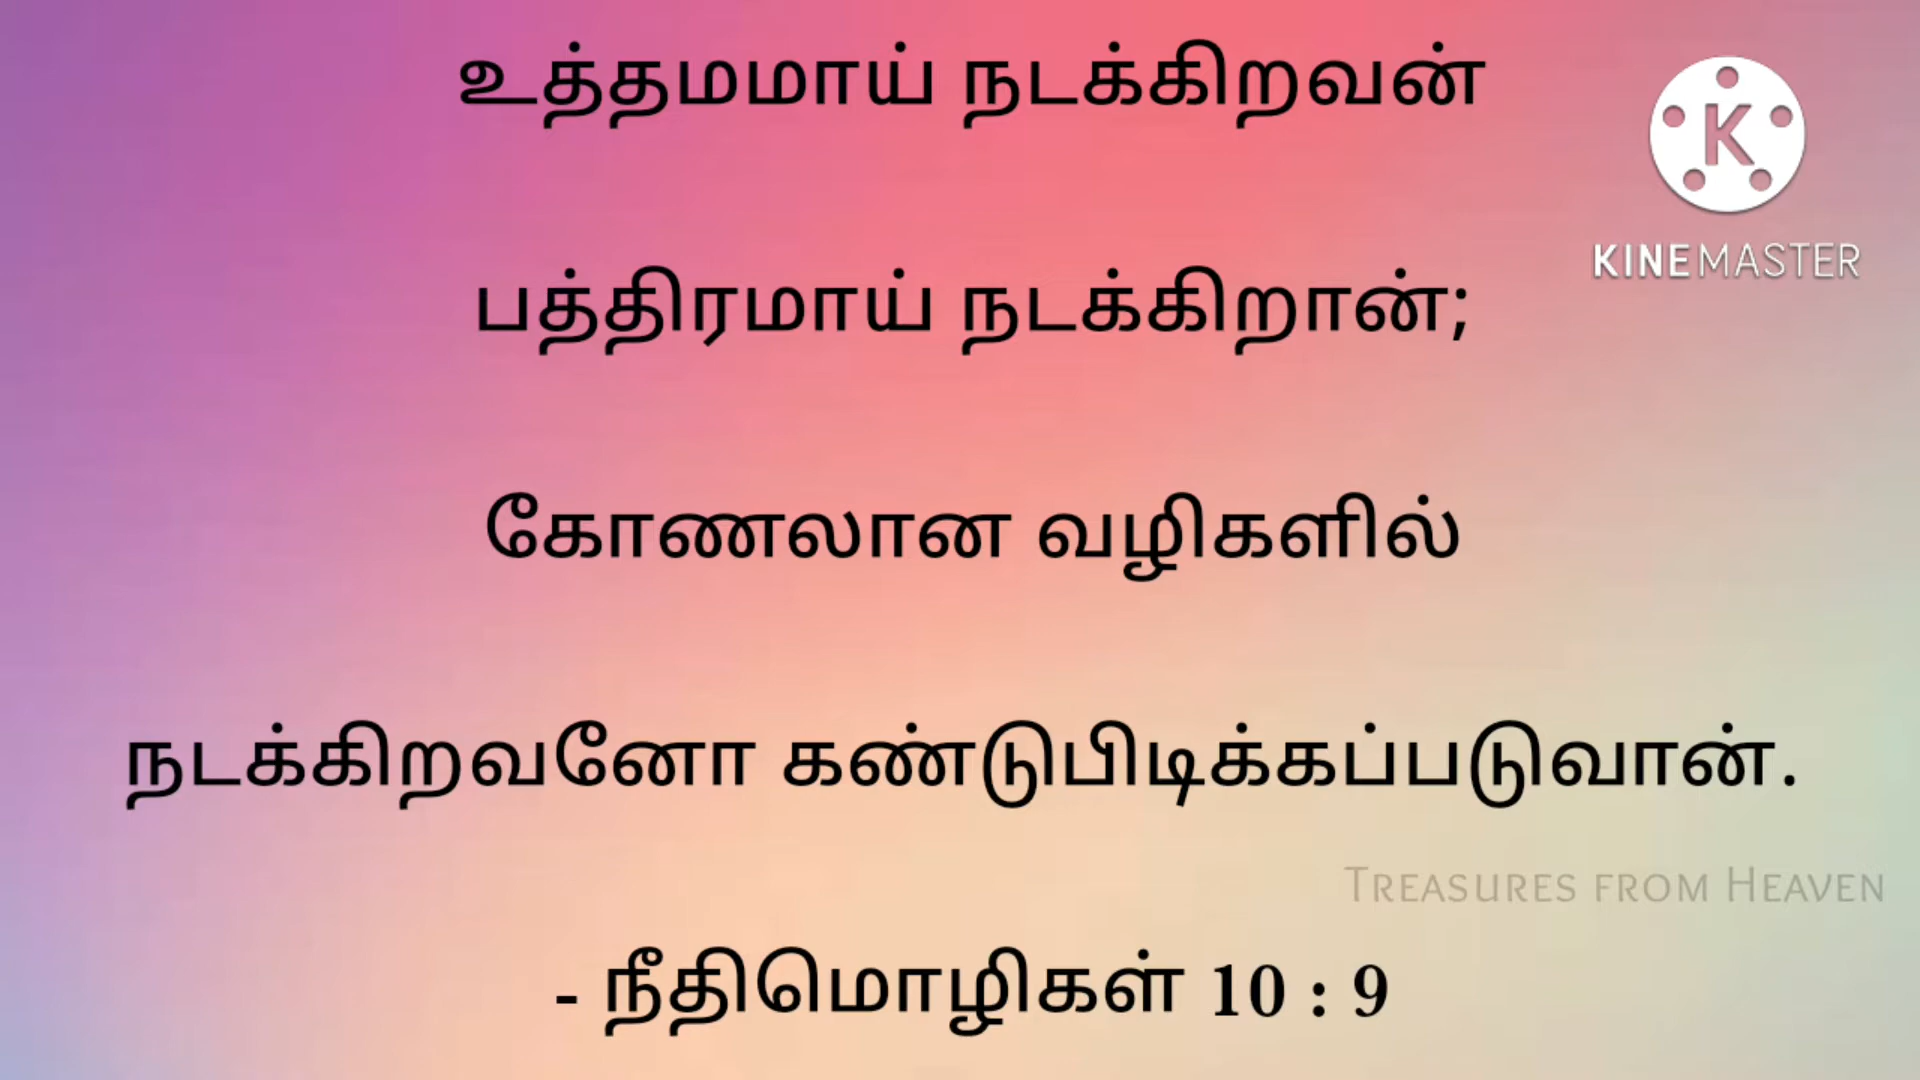 உத்தமமாய் நடக்கிறவன்
K
KINEMASTER
பத்திரமாய் நடக்கிறான்;
கோணலான வழிகளில்
நடக்கிறவனோ கண்டுபிடிக்கப்படுவான்.
TREASURES FROM HEAVEN
- நீதிமொழிகள் 10 : 9